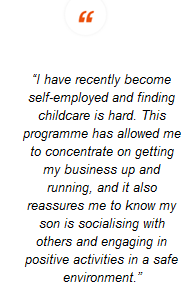 “
“I have recently become
self-employed and finding
childcare is hard. This
programme has allowed me
to concentrate on getting
my business up and
running, and it also
reassures me to know my
son is socialising with
others and engaging in
positive activities in a safe
environment.”